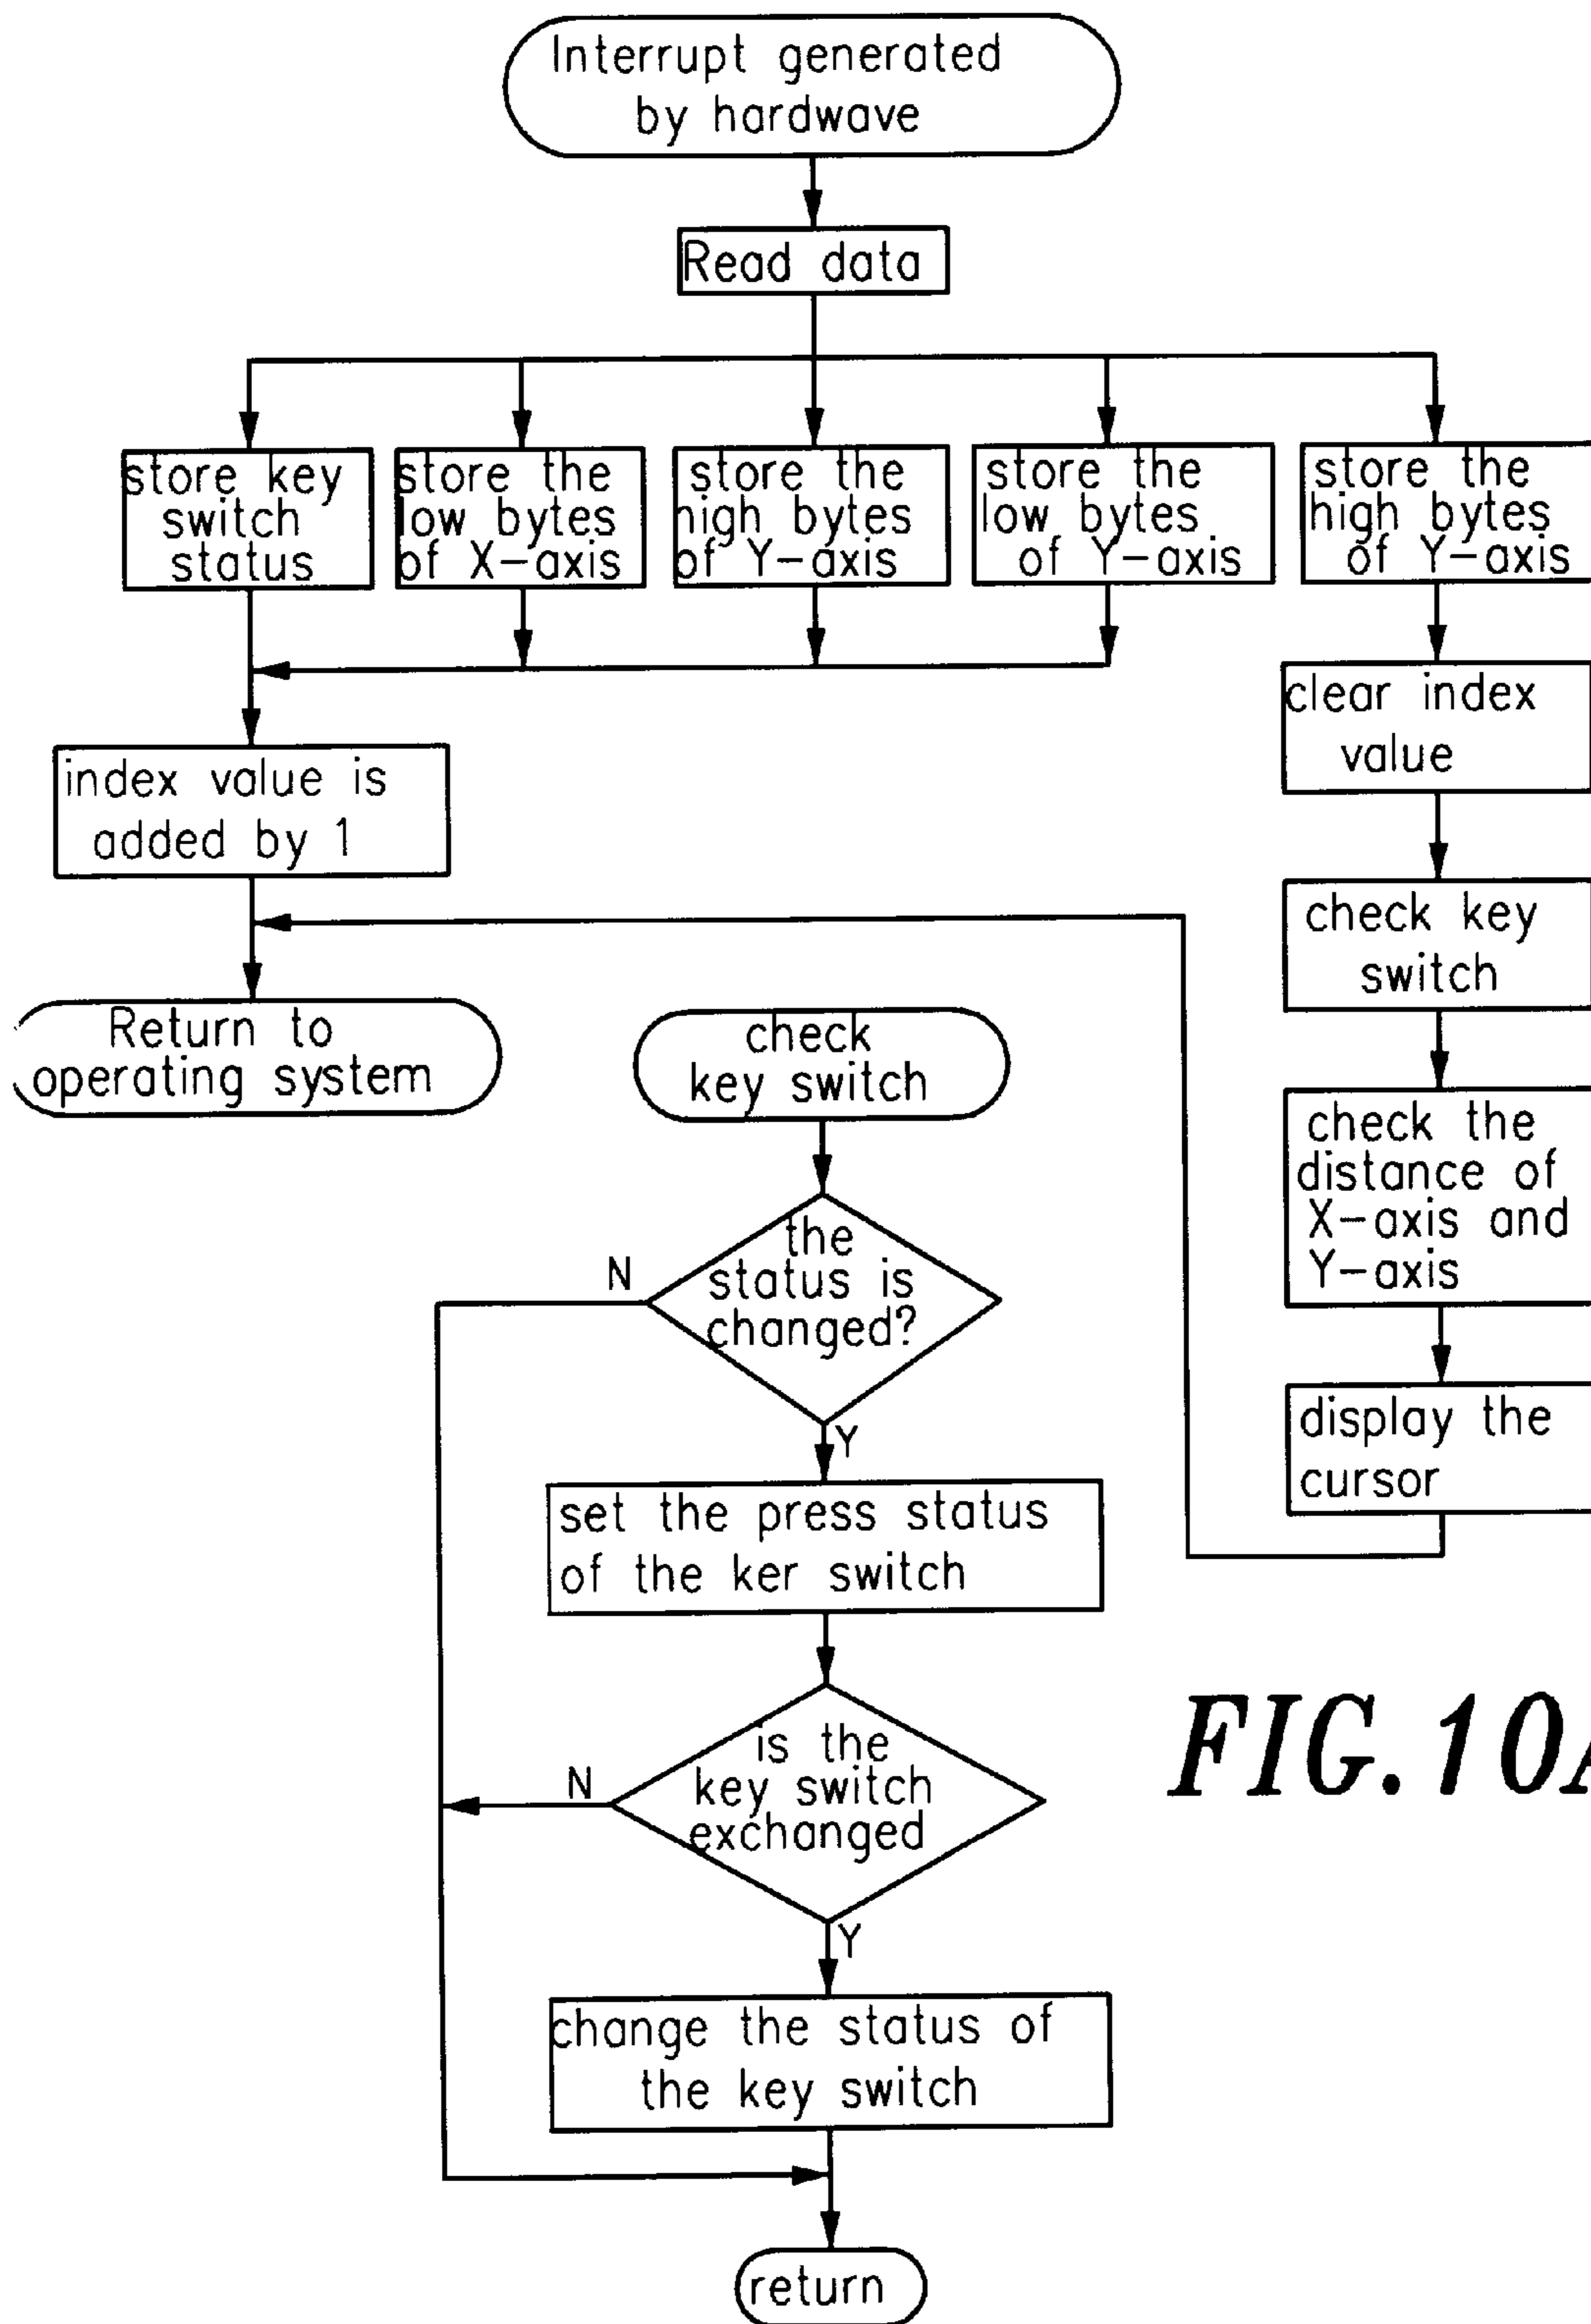 Interrupt generated
by hardwave
Read data
store key
switch
status
store the
low bytes
of X-axis
store the
high bytes
of Y-axis
store the
low bytes
of Y-axis
store the
high bytes
of Y-axis
clear index
value
index value is
added by 1
check key
switch
Return to
operating system
check
key switch
check the
distance of
X-axis and
Y-axis
the
status is
changed?
N
Y
display the
cursor
set the press status
of the ker switch
is the
key switch
exchanged
N
Y
FIG.10A
change the status of
the key switch
return